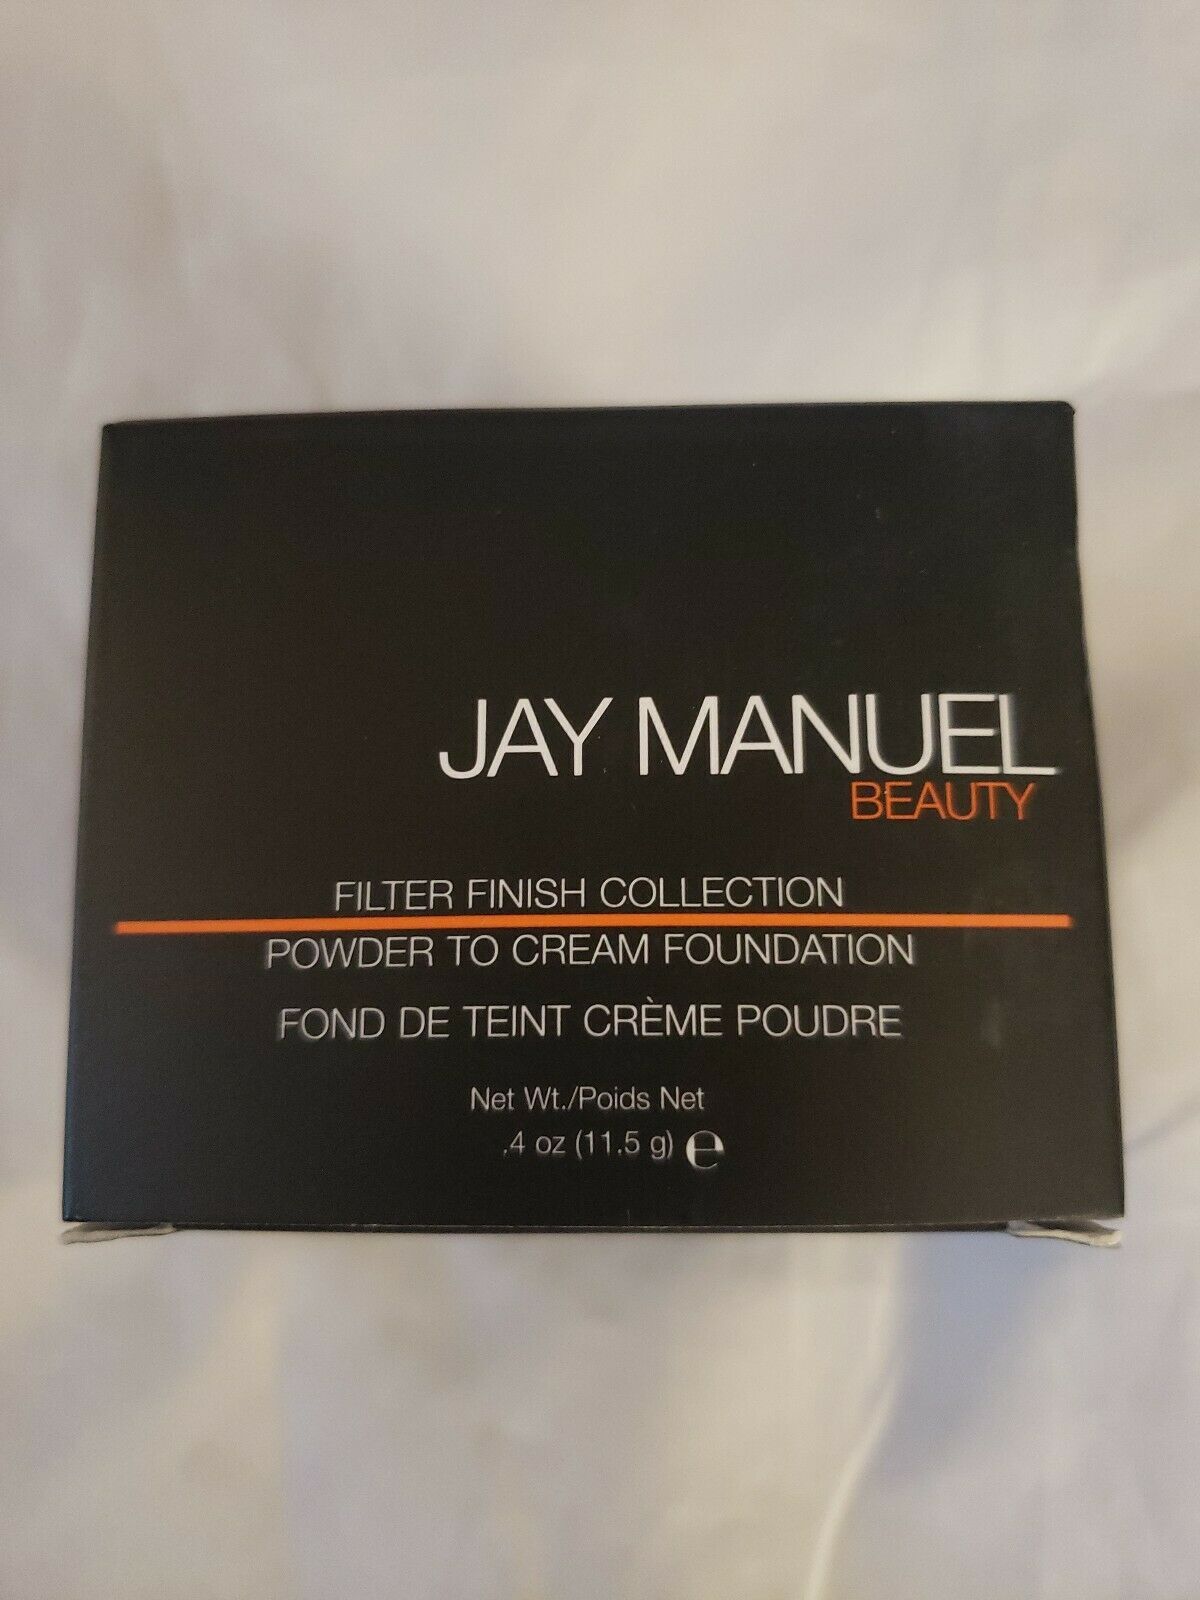 JAY MANUEL
BEAUTY
FILTER FINISH COLLECTION
POWDER TO CREAM FOUNDATION
FOND DE TEINT CRÈME POUDRE
Net Wt./Poids Net
.4 oz (11.5 g) ℮